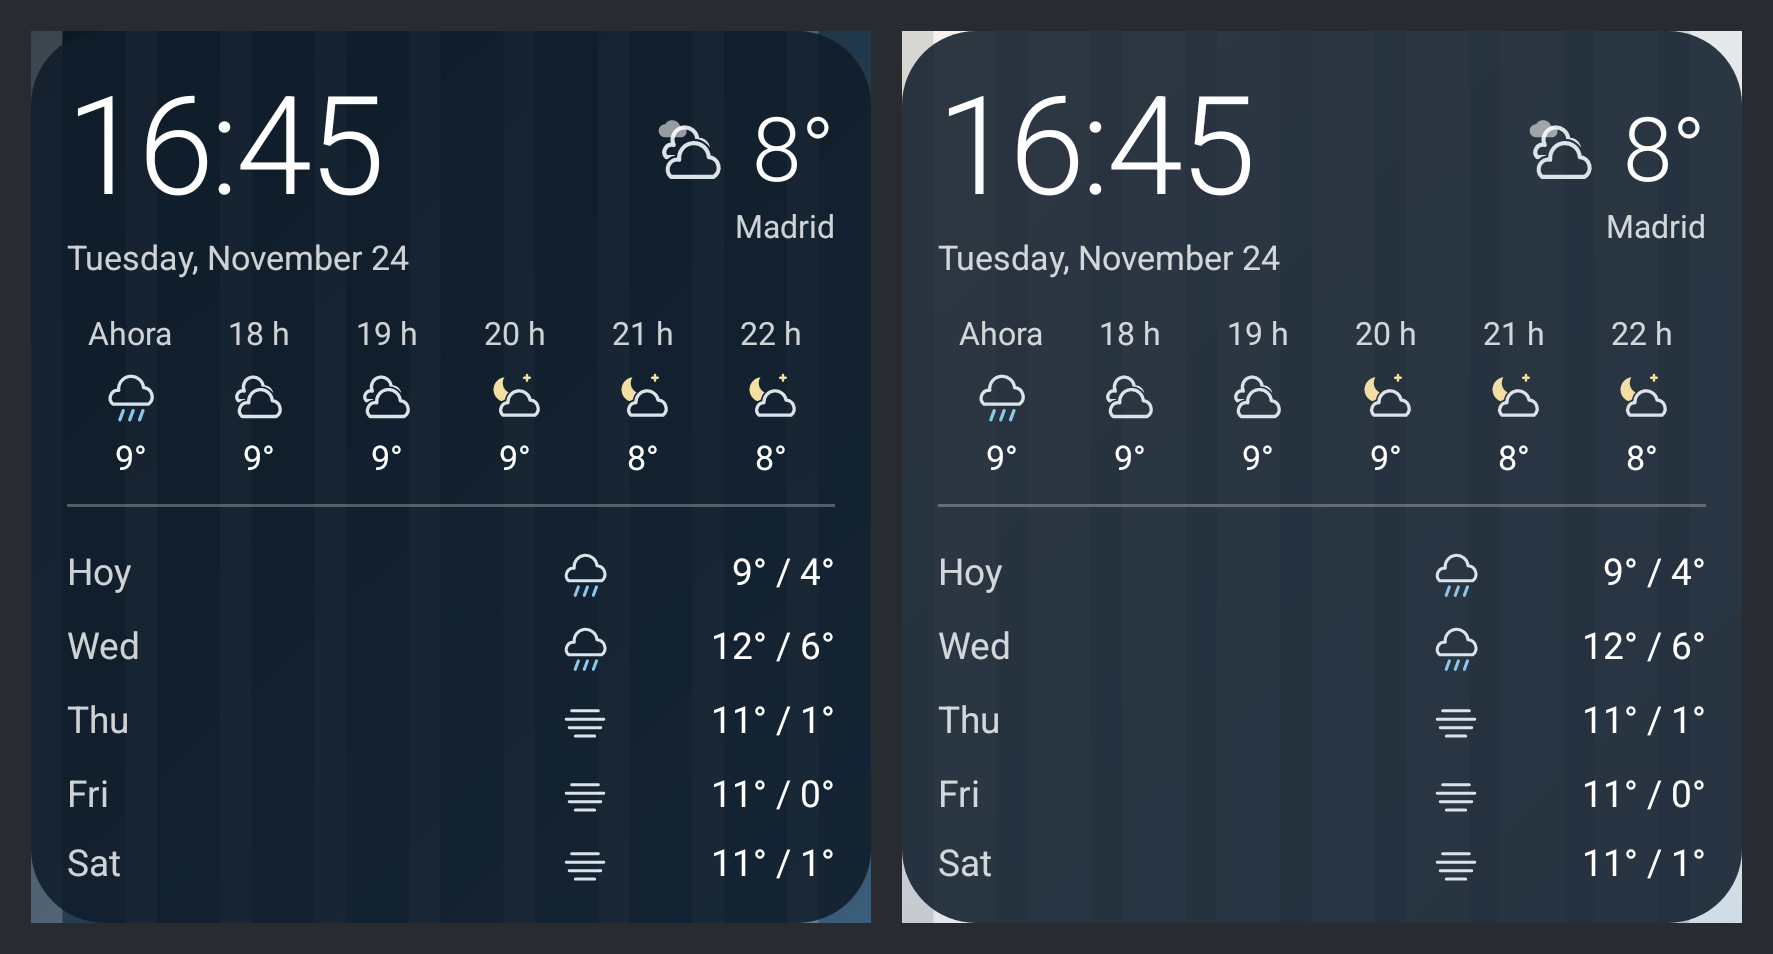 16:45
8°
Madrid
Tuesday, November 24
Ahora 18 h 19 h 20 h 21 h 22 h
9° 9° 9° 9° 8° 8°
Hoy 9° / 4°
Wed 12° / 6°
Thu 11° / 1°
Fri 11° / 0°
Sat 11° / 1°
16:45
8°
Madrid
Tuesday, November 24
Ahora 18 h 19 h 20 h 21 h 22 h
9° 9° 9° 9° 8° 8°
Hoy 9° / 4°
Wed 12° / 6°
Thu 11° / 1°
Fri 11° / 0°
Sat 11° / 1°